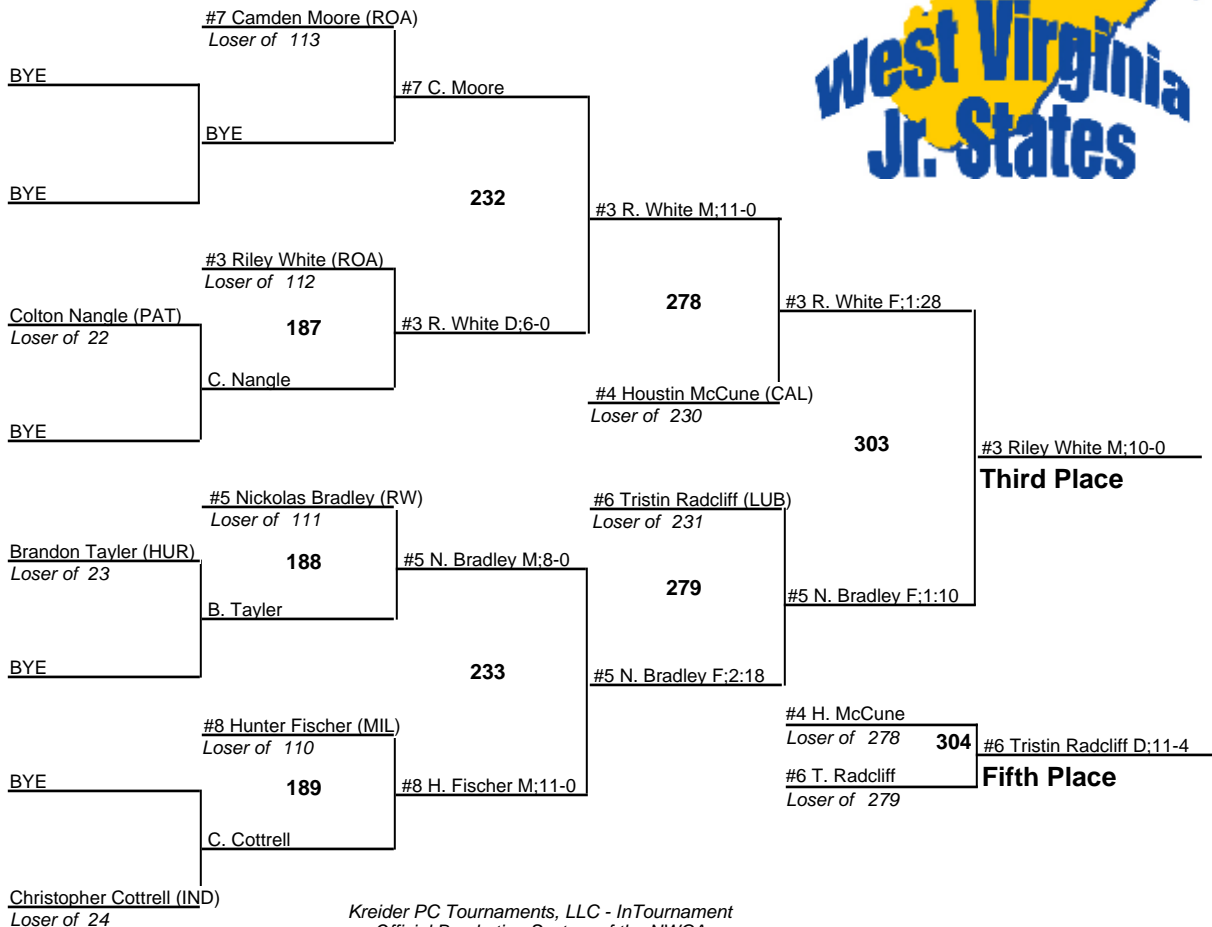 #7 Camden Moore (ROA)
Loser of 113
West Virginia
Jr. States
BYE
#7 C. Moore
BYE
BYE
232
#3 R. White M;11-0
#3 Riley White (ROA)
Loser of 112
Colton Nangle (PAT)
Loser of 22
187
#3 R. White D;6-0
278
#3 R. White F;1:28
C. Nangle
#4 Houstin McCune (CAL)
Loser of 230
BYE
303
#3 Riley White M;10-0
Third Place
#5 Nickolas Bradley (RW)
Loser of 111
#6 Tristin Radcliff (LUB)
Loser of 231
Brandon Tayler (HUR)
Loser of 23
188
#5 N. Bradley M;8-0
279
#5 N. Bradley F;1:10
B. Tayler
BYE
233
#5 N. Bradley F;2:18
#8 Hunter Fischer (MIL)
Loser of 110
#4 H. McCune
Loser of 278
304
#6 Tristin Radcliff D;11-4
Fifth Place
#6 T. Radcliff
Loser of 279
BYE
189
#8 H. Fischer M;11-0
C. Cottrell
Christopher Cottrell (IND)
Loser of 24
Kreider PC Tournaments, LLC - InTournament